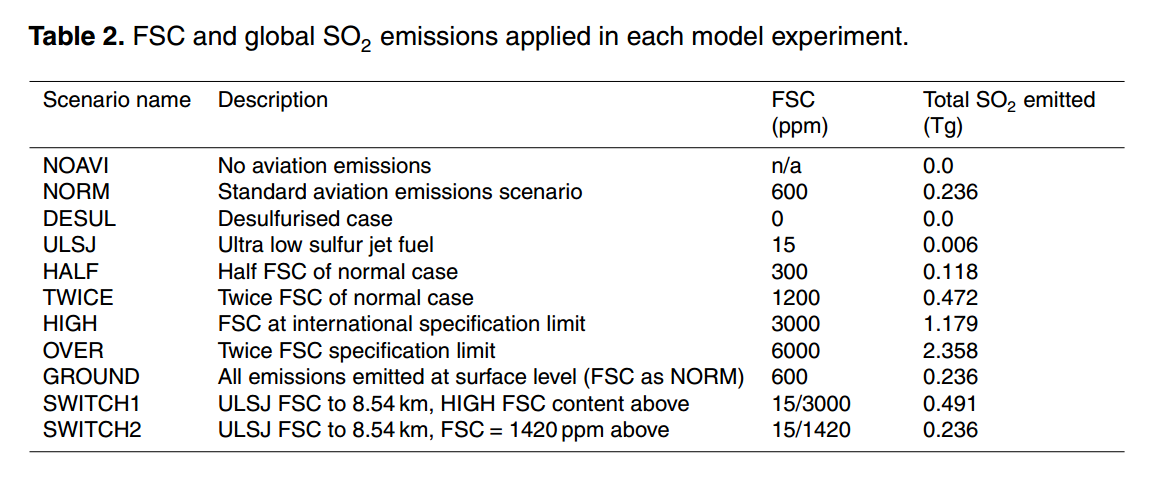 Table 2. FSC and global SO₂ emissions applied in each model experiment.
Scenario name Description FSC (ppm) Total SO₂ emitted (Tg)
NOAVI No aviation emissions n/a 0.0
NORM Standard aviation emissions scenario 600 0.236
DESUL Desulfurised case 0 0.0
ULSJ Ultra low sulfur jet fuel 15 0.006
HALF Half FSC of normal case 300 0.118
TWICE Twice FSC of normal case 1200 0.472
HIGH FSC at international specification limit 3000 1.179
OVER Twice FSC specification limit 6000 2.358
GROUND All emissions emitted at surface level (FSC as NORM) 600 0.236
SWITCH1 ULSJ FSC to 8.54 km, HIGH FSC content above 15/3000 0.491
SWITCH2 ULSJ FSC to 8.54 km, FSC = 1420 ppm above 15/1420 0.236